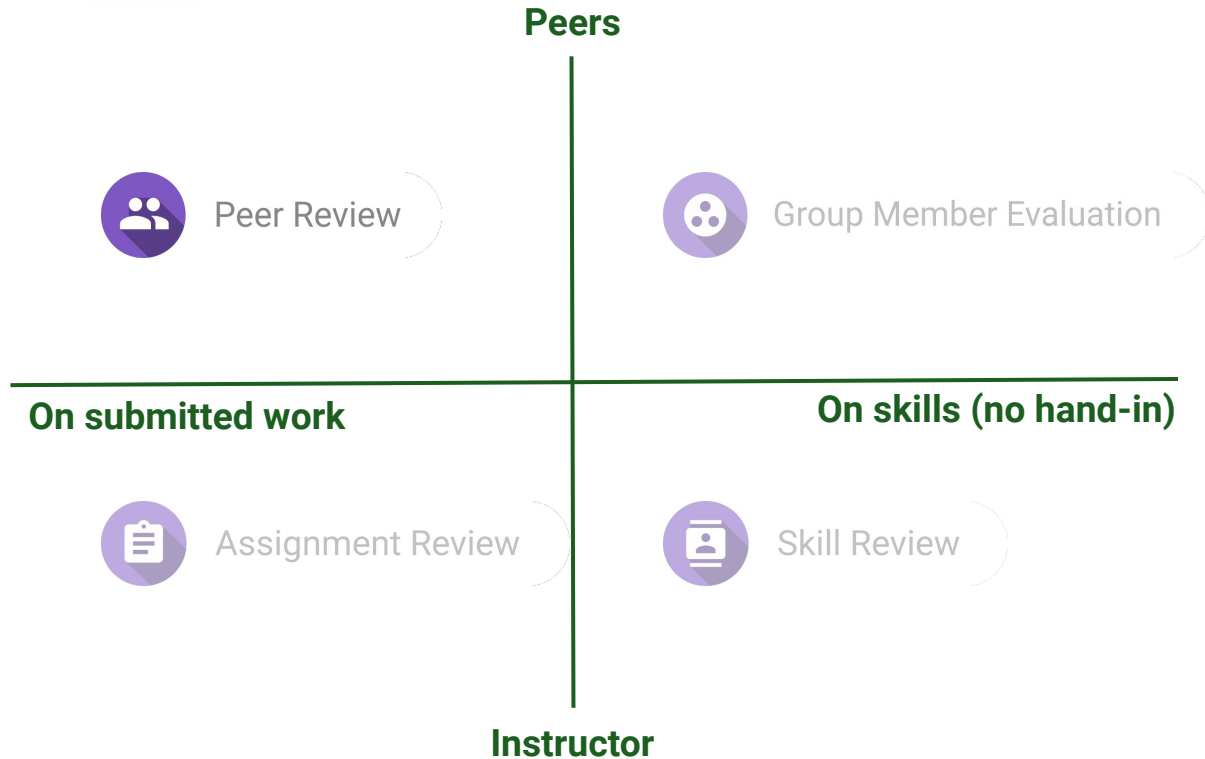 Peers
Peer Review
Group Member Evaluation
On submitted work
On skills (no hand-in)
Assignment Review
Skill Review
Instructor